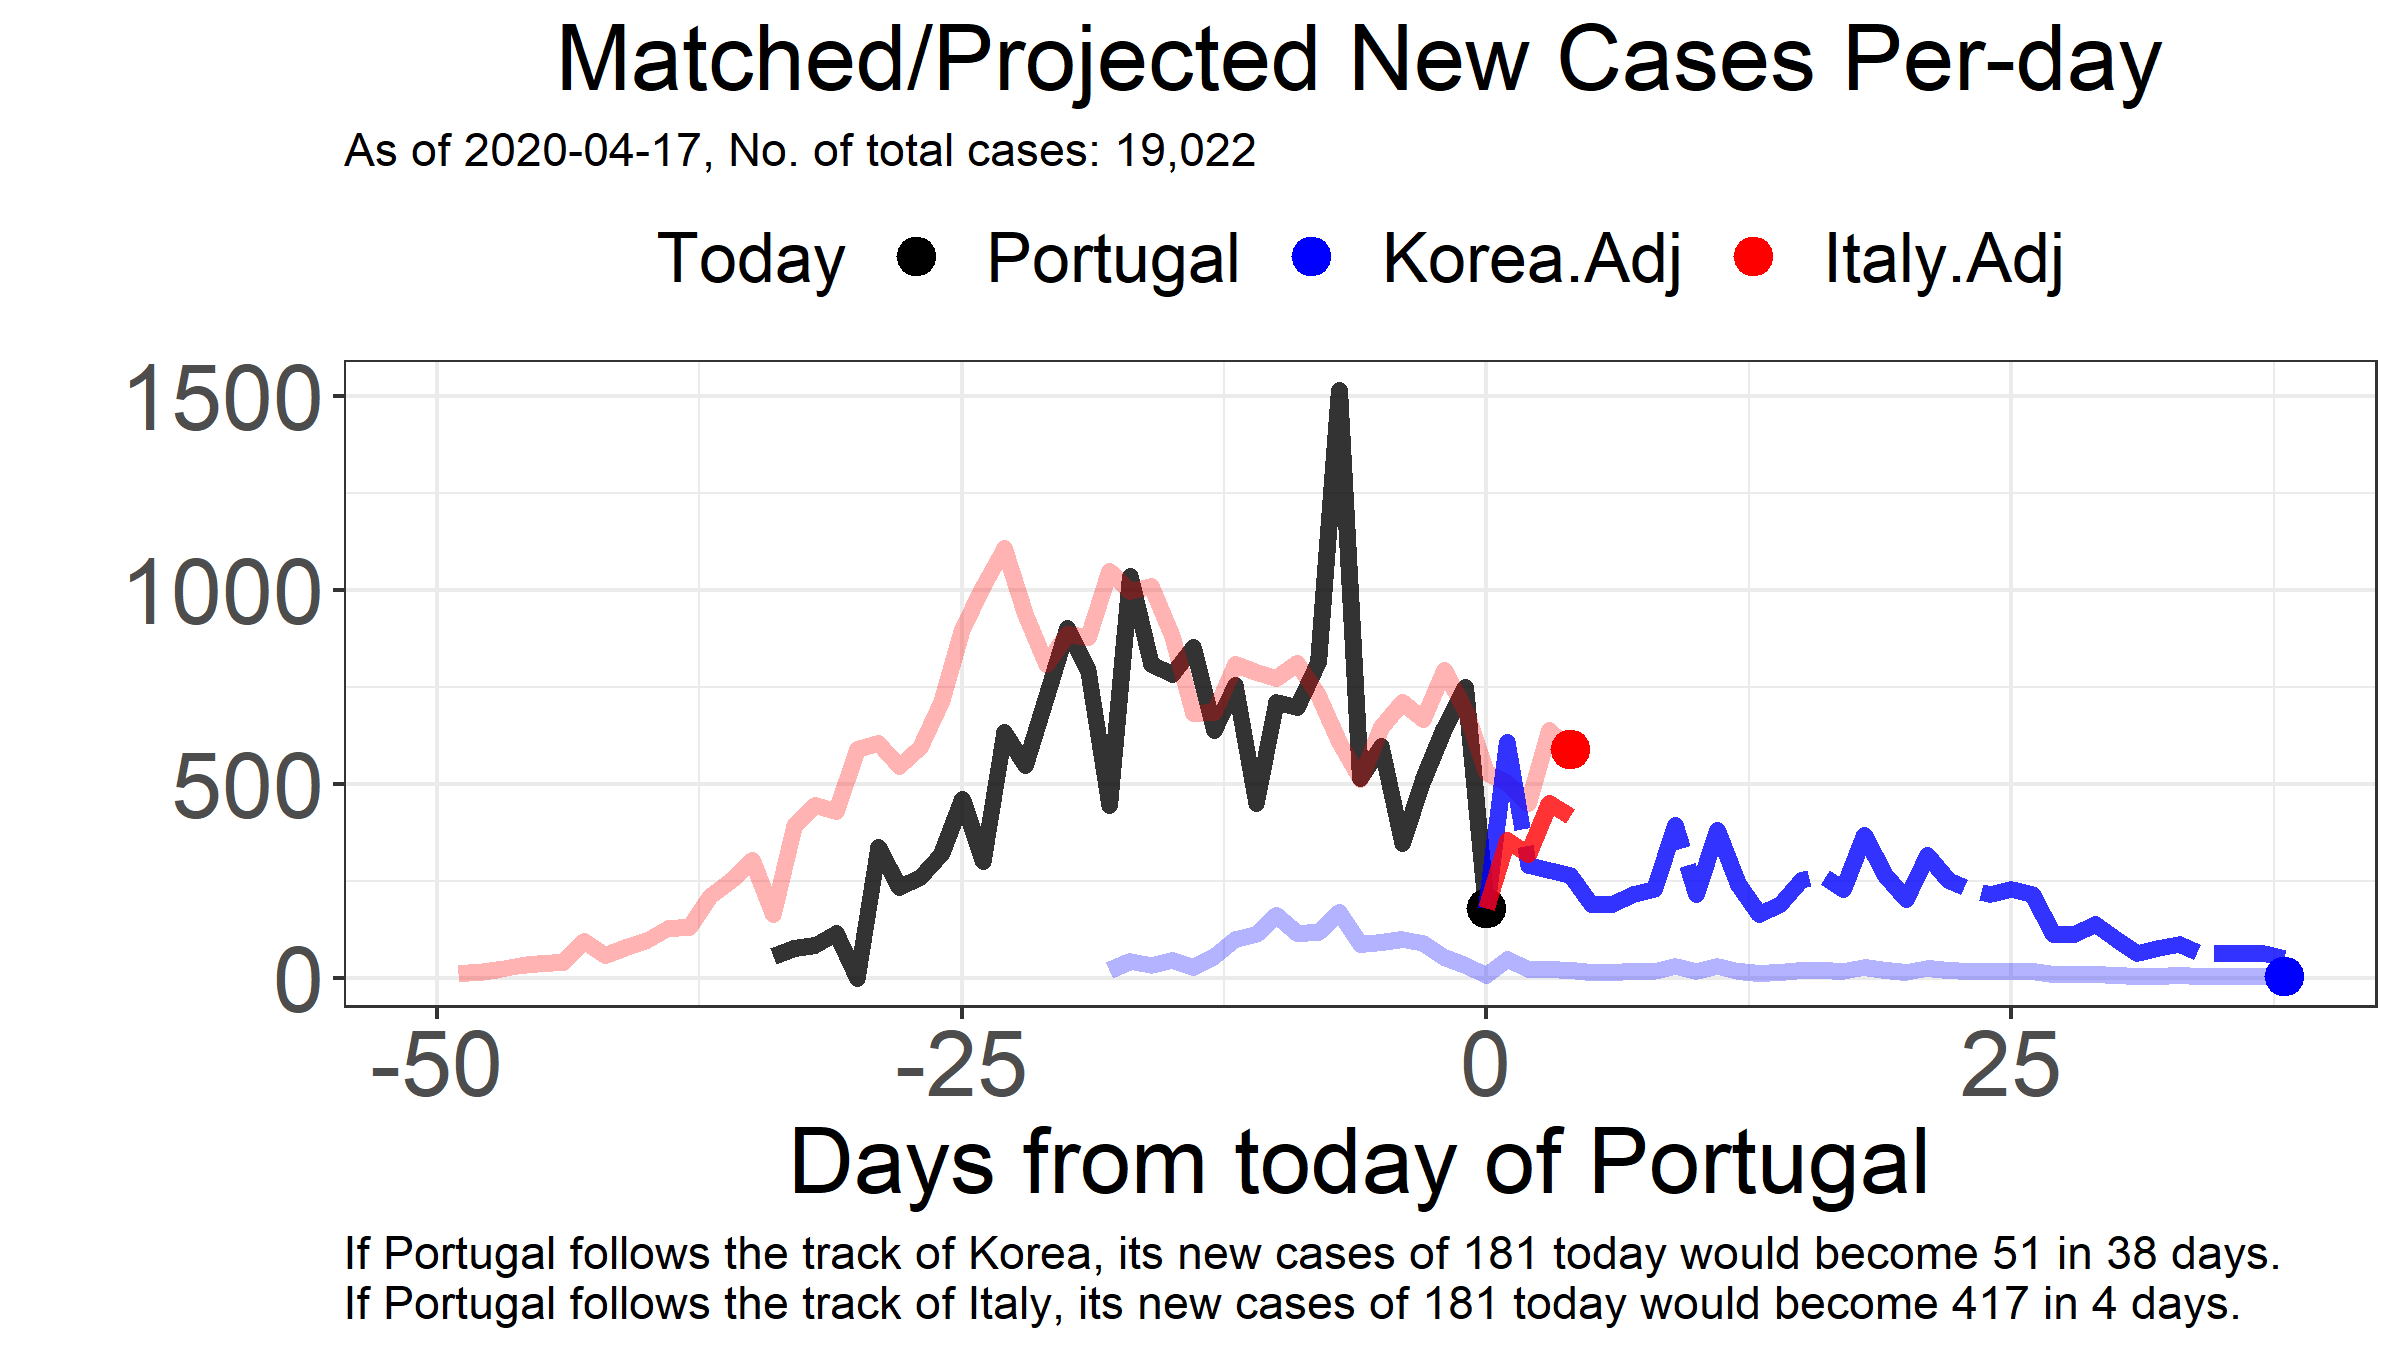 Matched/Projected New Cases Per-day
As of 2020-04-17, No. of total cases: 19,022
Today Portugal Korea.Adj Italy.Adj
1500
1000
500
0
-50 -25 0 25
Days from today of Portugal
If Portugal follows the track of Korea, its new cases of 181 today would become 51 in 38 days.
If Portugal follows the track of Italy, its new cases of 181 today would become 417 in 4 days.